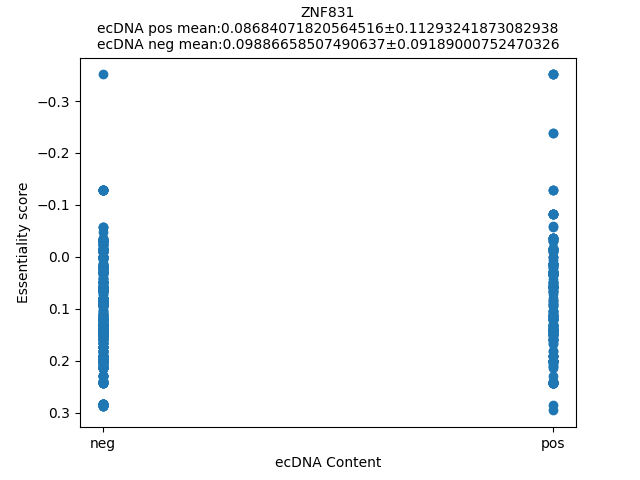 ZNF831
ecDNA pos mean:0.08684071820564516±0.11293241873082938
ecDNA neg mean:0.09886658507490637±0.09189000752470326
−0.3
−0.2
−0.1
0.0
0.1
0.2
0.3
Essentiality score
neg
pos
ecDNA Content